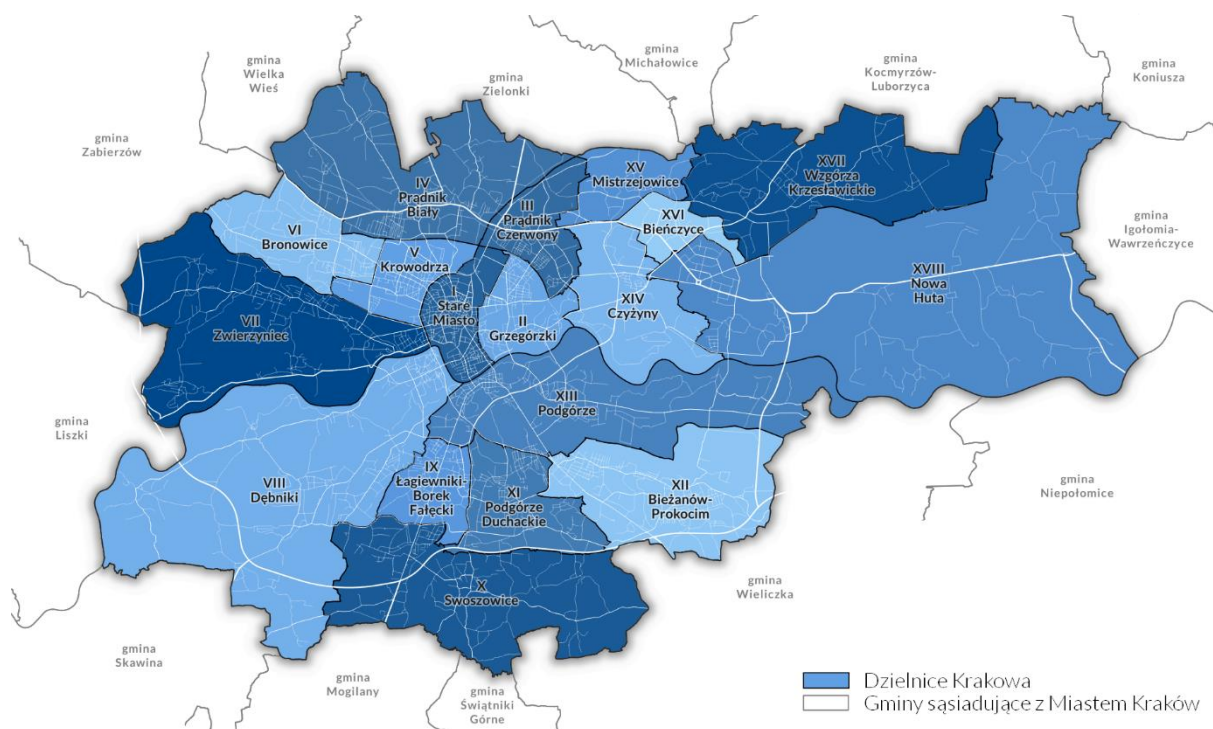 gmina
Wielka
Wieś
gmina
Zielonki
gmina
Michałowice
gmina
Kocmyrzów-
Luborzyca
gmina
Koniusza
gmina
Zabierzów
IV
Prądnik
Biały
III
Prądnik
Czerwony
XV
Mistrzejowice
XVII
Wzgórza
Krzesławickie
VI
Bronowice
V
Krowodrza
XVI
Bieńczyce
gmina
Igołomia-
Wawrzeńczyce
VII
Zwierzyniec
I
Stare
Miasto
II
Grzegórzki
XIV
Czyżyny
XVIII
Nowa
Huta
gmina
Liszki
XIII
Podgórze
VIII
Dębniki
IX
Łagiewniki-
Borek
Fałęcki
XI
Podgórze
Duchackie
XII
Bieżanów-
Prokocim
gmina
Niepołomice
X
Swoszowice
gmina
Wieliczka
gmina
Skawina
gmina
Mogilany
gmina
Świątniki
Górne
Dzielnice Krakowa
Gminy sąsiadujące z Miastem Kraków